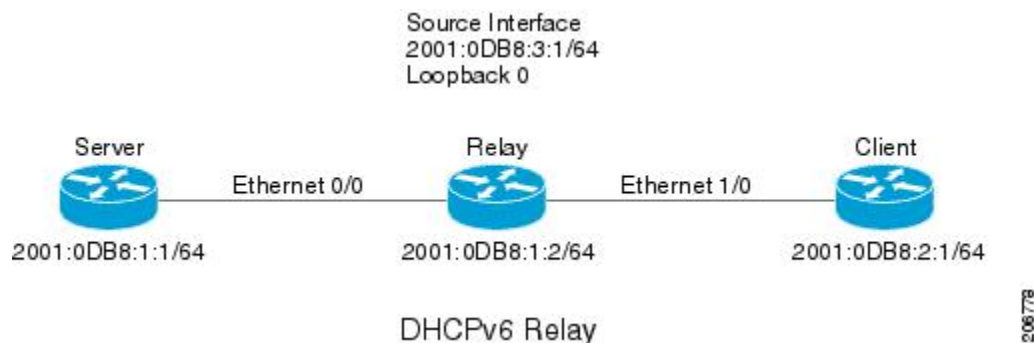 Source Interface
2001:0DB8:3:1/64
Loopback 0
Server
Relay
Client
Ethernet 0/0
Ethernet 1/0
2001:0DB8:1:1/64
2001:0DB8:1:2/64
2001:0DB8:2:1/64
DHCPv6 Relay
206778